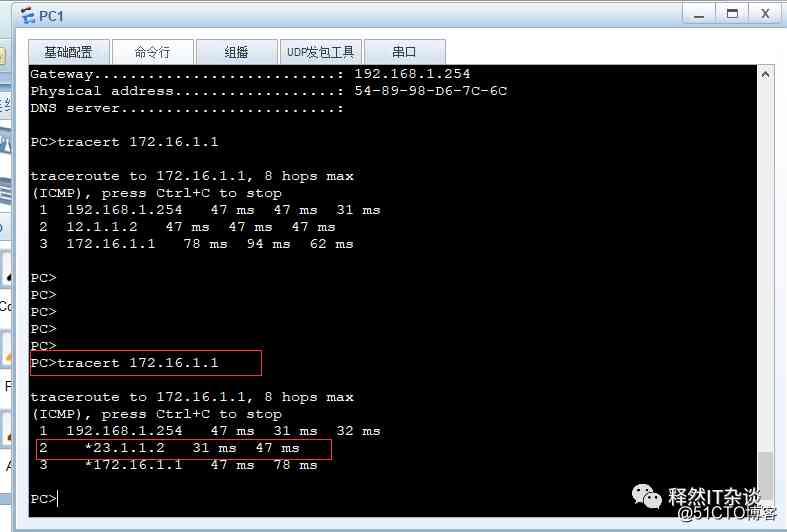 PC1
基础配置 命令行 组播 UDP发包工具 串口
Gateway...........................: 192.168.1.254
Physical address..................: 54-89-98-D6-7C-6C
DNS server........................:
PC>tracert 172.16.1.1
traceroute to 172.16.1.1, 8 hops max
(ICMP), press Ctrl+C to stop
1 192.168.1.254 47 ms 47 ms 31 ms
2 12.1.1.2 47 ms 47 ms 47 ms
3 172.16.1.1 78 ms 94 ms 62 ms
PC>
PC>
PC>
PC>
PC>
PC>tracert 172.16.1.1
traceroute to 172.16.1.1, 8 hops max
(ICMP), press Ctrl+C to stop
1 192.168.1.254 47 ms 31 ms 32 ms
2 *23.1.1.2 31 ms 47 ms
3 *172.16.1.1 47 ms 78 ms
PC>
释然IT杂谈
@51CTO博客